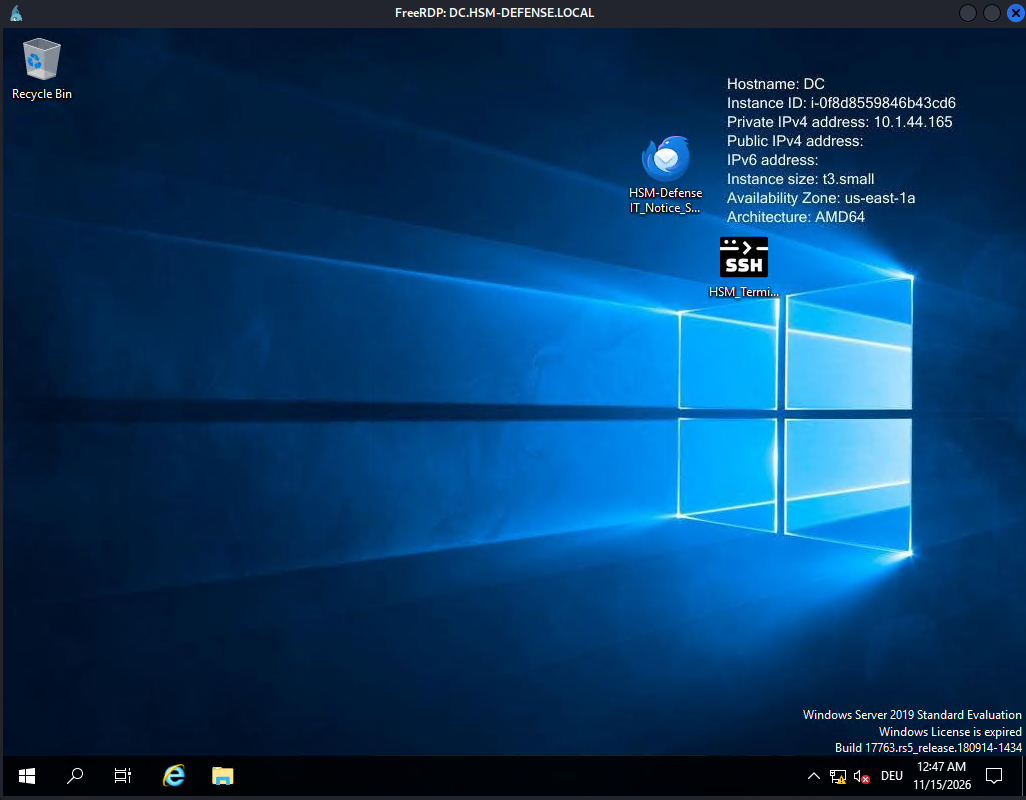 FreeRDP: DC.HSM-DEFENSE.LOCAL
Recycle Bin
Hostname: DC
Instance ID: i-0f8d8559846b43cd6
Private IPv4 address: 10.1.44.165
Public IPv4 address:
IPv6 address:
Instance size: t3.small
Availability Zone: us-east-1a
Architecture: AMD64
HSM-Defense
IT_Notice_S...
SSH
HSM_Termi...
Windows Server 2019 Standard Evaluation
Windows License is expired
Build 17763.rs5_release.180914-1434
DEU
12:47 AM
11/15/2026